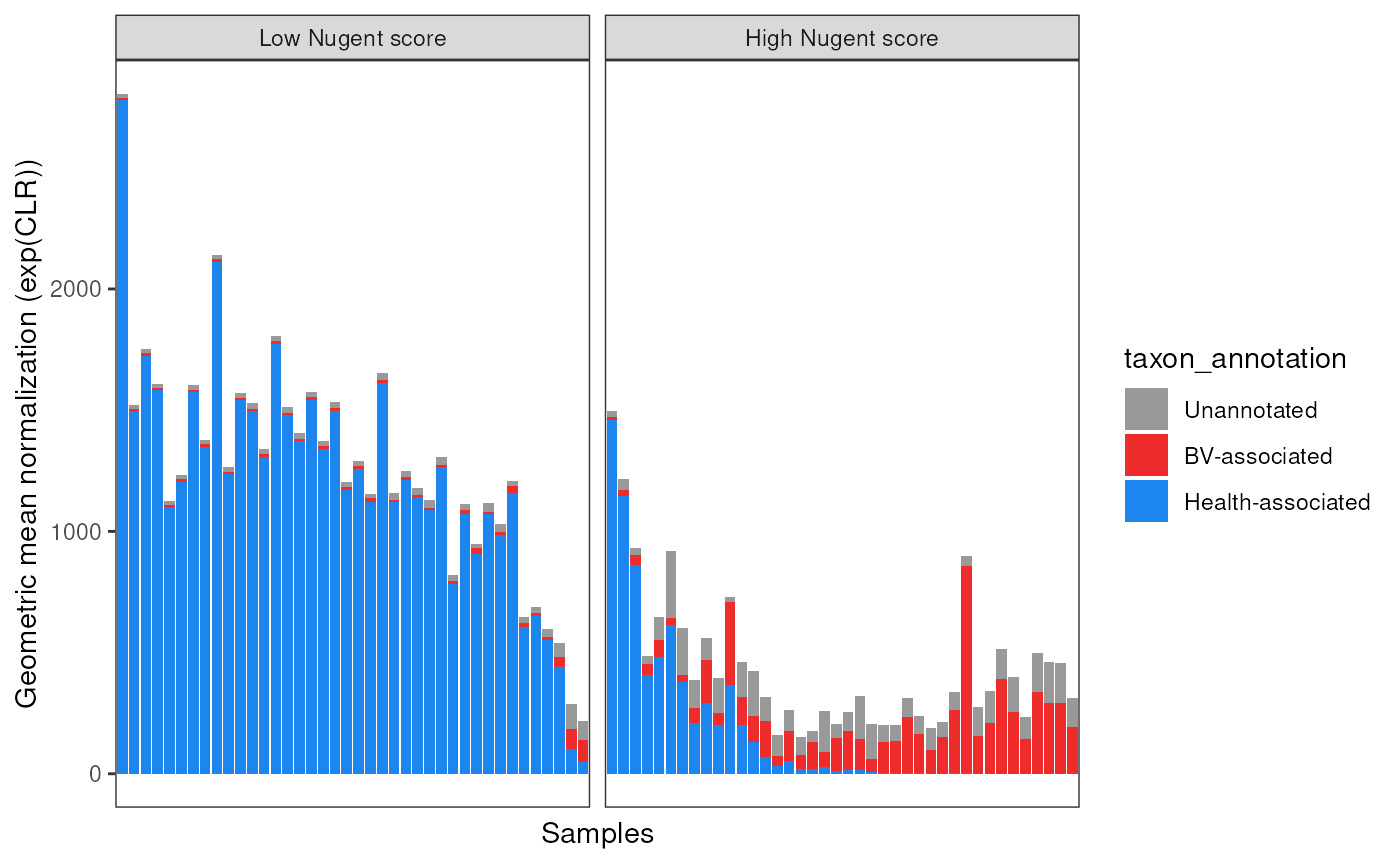 Low Nugent score
High Nugent score
Geometric mean normalization (exp(CLR))
2000
1000
0
Samples
taxon_annotation
Unannotated
BV-associated
Health-associated